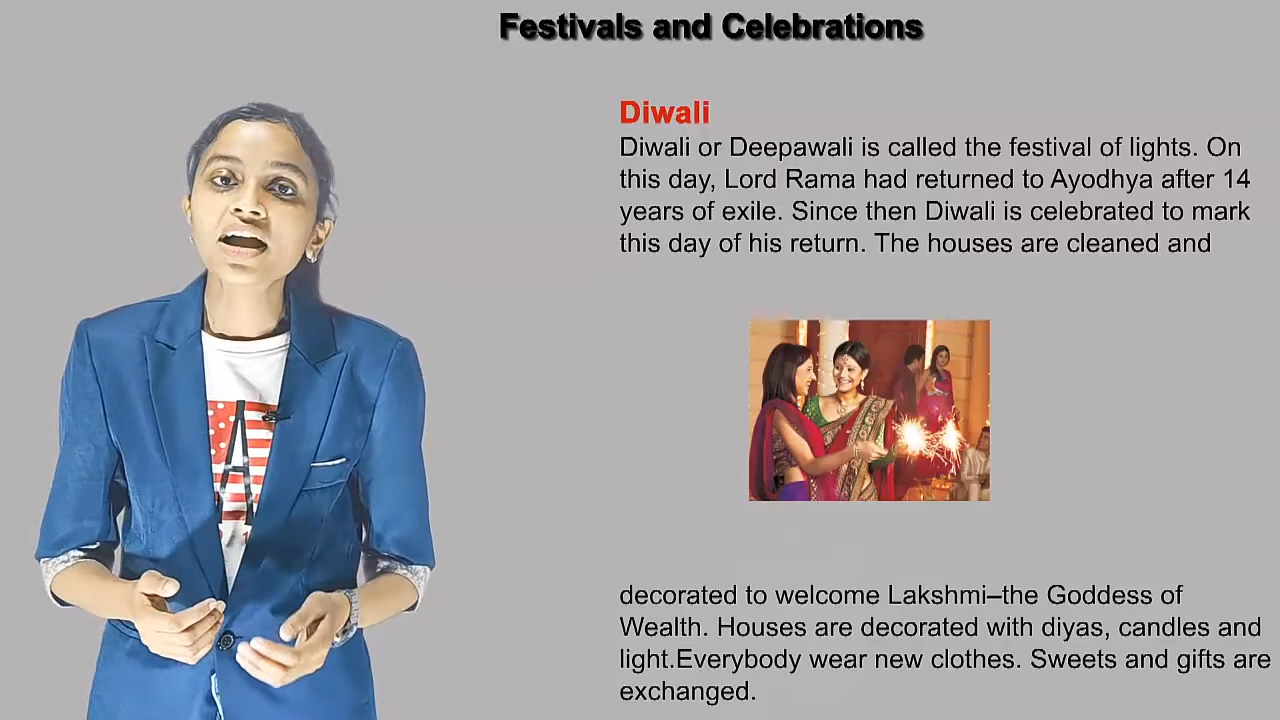 Festivals and Celebrations
Diwali
Diwali or Deepawali is called the festival of lights. On
this day, Lord Rama had returned to Ayodhya after 14
years of exile. Since then Diwali is celebrated to mark
this day of his return. The houses are cleaned and
A
decorated to welcome Lakshmi–the Goddess of
Wealth. Houses are decorated with diyas, candles and
light.Everybody wear new clothes. Sweets and gifts are
exchanged.